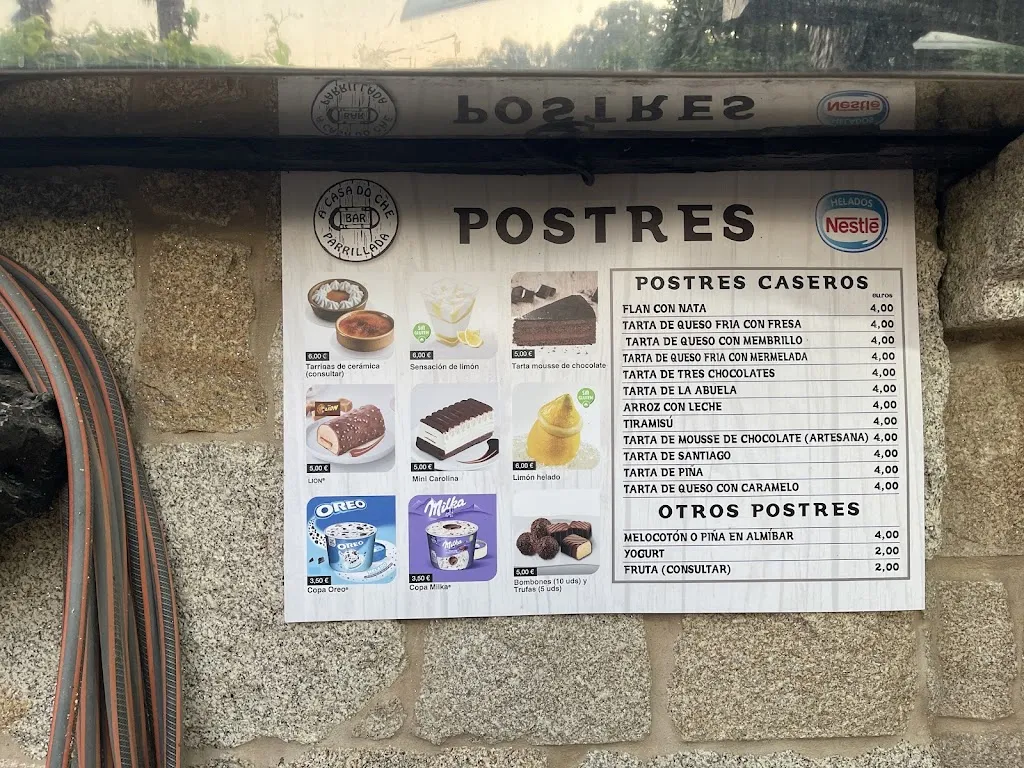 A CASA DO CHE
BAR
PARRILLADA
POSTRES
HELADOS
Nestlé
6,00 €
Tarrinas de cerámica
(consultar)
SIN GLUTEN
6,00 €
Sensación de limón
5,00 €
Tarta mousse de chocolate
LION
5,00 €
LION®
5,00 €
Mini Carolina
SIN GLUTEN
6,00 €
Limón helado
OREO
OREO
3,50 €
Copa Oreo®
Milka
Milka
3,50 €
Copa Milka®
5,00 €
Bombones (10 uds) y
Trufas (5 uds)
POSTRES CASEROS
euros
FLAN CON NATA 4,00
TARTA DE QUESO FRIA CON FRESA 4,00
TARTA DE QUESO CON MEMBRILLO 4,00
TARTA DE QUESO FRIA CON MERMELADA 4,00
TARTA DE TRES CHOCOLATES 4,00
TARTA DE LA ABUELA 4,00
ARROZ CON LECHE 4,00
TIRAMISÚ 4,00
TARTA DE MOUSSE DE CHOCOLATE (ARTESANA) 4,00
TARTA DE SANTIAGO 4,00
TARTA DE PIÑA 4,00
TARTA DE QUESO CON CARAMELO 4,00
OTROS POSTRES
MELOCOTÓN O PIÑA EN ALMÍBAR 4,00
YOGURT 2,00
FRUTA (CONSULTAR) 2,00